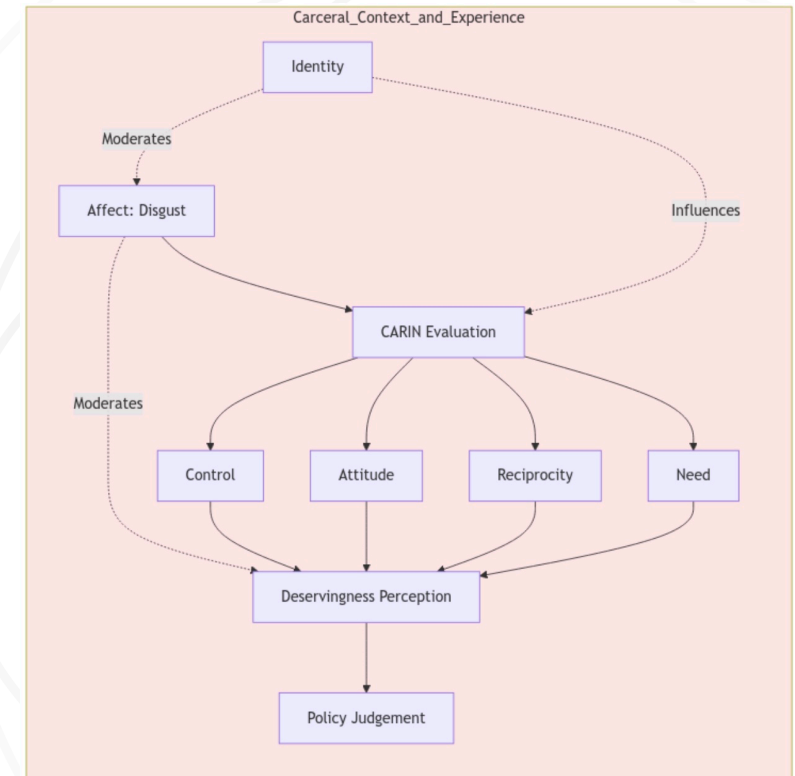 Carceral_Context_and_Experience
Identity
Moderates
Affect: Disgust
Influences
CARIN Evaluation
Moderates
Control
Attitude
Reciprocity
Need
Deservingness Perception
Policy Judgement